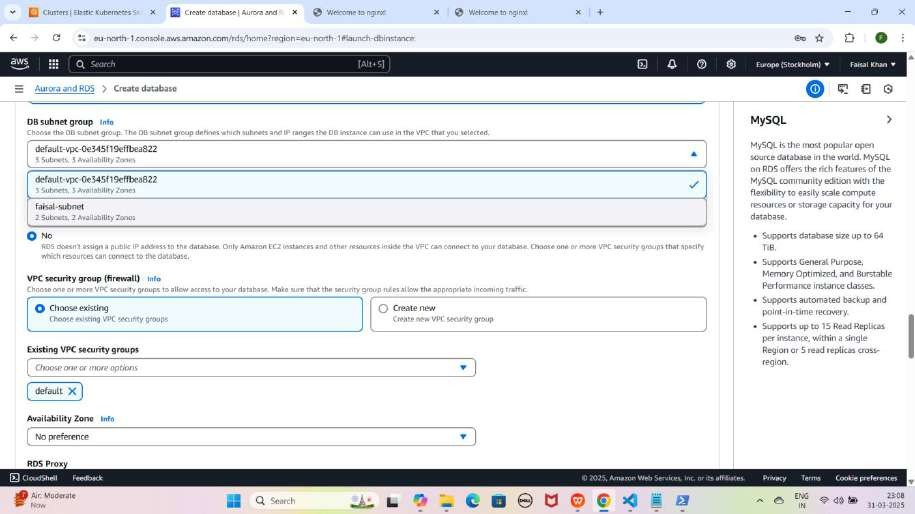 Clusters | Elastic Kubernetes Se
Create database | Aurora and R
Welcome to nginx!
Welcome to nginx!
eu-north-1.console.aws.amazon.com/rds/home?region=eu-north-1#launch-dbinstance:
F
aws
Search
[Alt+S]
Europe (Stockholm)
Faisal Khan
Aurora and RDS
Create database
DB subnet group Info
Choose the DB subnet group. The DB subnet group defines which subnets and IP ranges the DB instance can use in the VPC that you selected.
default-vpc-0e345f19effbea822
3 Subnets, 3 Availability Zones
default-vpc-0e345f19effbea822
3 Subnets, 3 Availability Zones
faisal-subnet
2 Subnets, 2 Availability Zones
No
RDS doesn't assign a public IP address to the database. Only Amazon EC2 instances and other resources inside the VPC can connect to your database. Choose one or more VPC security groups that specify
which resources can connect to the database.
VPC security group (firewall) Info
Choose one or more VPC security groups to allow access to your database. Make sure that the security group rules allow the appropriate incoming traffic.
Choose existing
Choose existing VPC security groups
Create new
Create new VPC security group
Existing VPC security groups
Choose one or more options
default
Availability Zone Info
No preference
RDS Proxy
MySQL
MySQL is the most popular open
source database in the world. MySQL
on RDS offers the rich features of the
MySQL community edition with the
flexibility to easily scale compute
resources or storage capacity for your
database.
• Supports database size up to 64
TiB.
• Supports General Purpose,
Memory Optimized, and Burstable
Performance instance classes.
• Supports automated backup and
point-in-time recovery.
• Supports up to 15 Read Replicas
per instance, within a single
Region or 5 read replicas cross-
region.
CloudShell
Feedback
© 2025, Amazon Web Services, Inc. or its affiliates.
Privacy
Terms
Cookie preferences
Air: Moderate
Now
Search
DELL
ENG
IN
23:08
31-03-2025